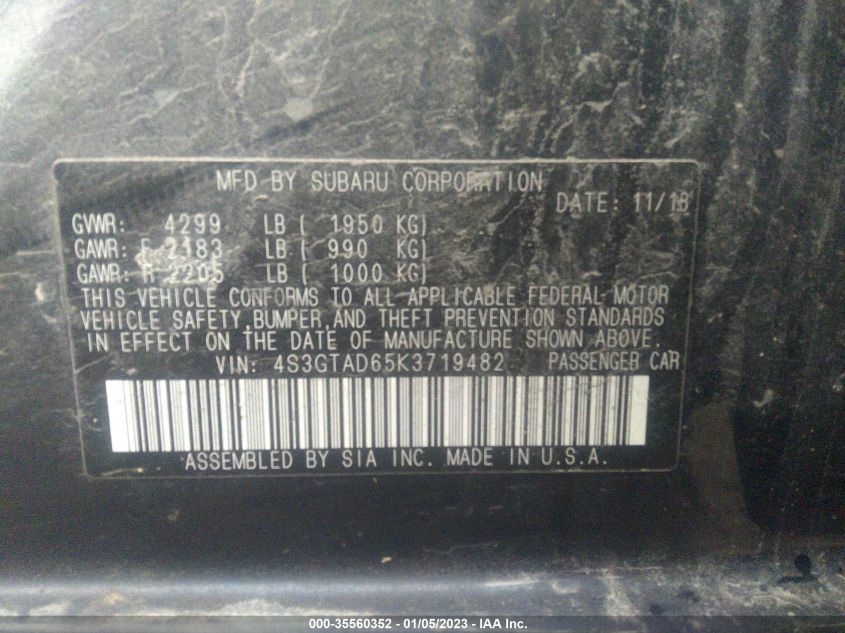 MFD BY SUBARU CORPORATION
DATE: 11/18
GVWR: 4299 LB ( 1950 KG)
GAWR: F 2183 LB ( 990 KG)
GAWR: R 2205 LB ( 1000 KG)
THIS VEHICLE CONFORMS TO ALL APPLICABLE FEDERAL MOTOR
VEHICLE SAFETY, BUMPER, AND THEFT PREVENTION STANDARDS
IN EFFECT ON THE DATE OF MANUFACTURE SHOWN ABOVE.
VIN: 4S3GTAD65K3719482 PASSENGER CAR
ASSEMBLED BY SIA INC. MADE IN U.S.A.
000-35560352 - 01/05/2023 - IAA Inc.